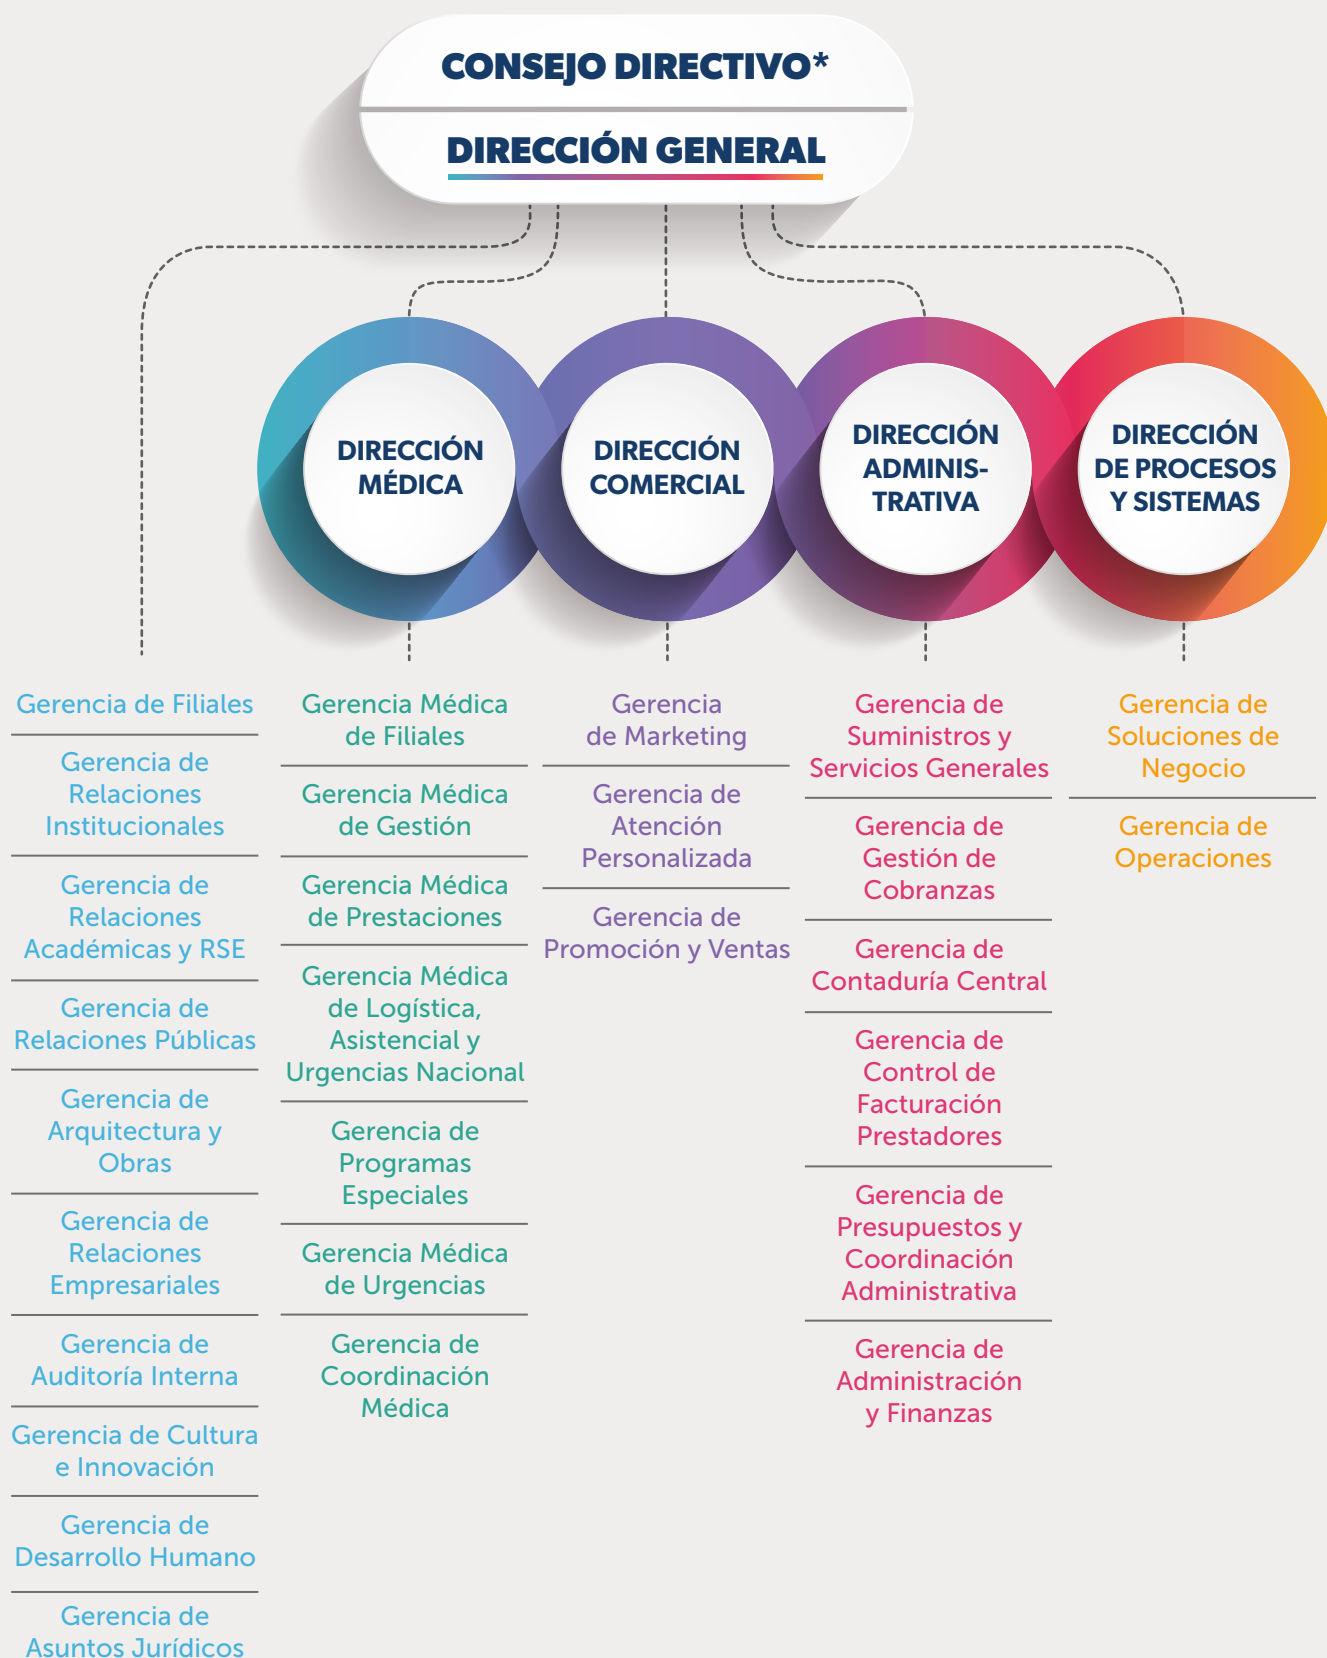 CONSEJO DIRECTIVO*
DIRECCIÓN GENERAL
DIRECCIÓN
MÉDICA
DIRECCIÓN
COMERCIAL
DIRECCIÓN
ADMINIS-
TRATIVA
DIRECCIÓN
DE PROCESOS
Y SISTEMAS
Gerencia de Filiales
Gerencia de
Relaciones
Institucionales
Gerencia de
Relaciones
Académicas y RSE
Gerencia de
Relaciones Públicas
Gerencia de
Arquitectura y
Obras
Gerencia de
Relaciones
Empresariales
Gerencia de
Auditoría Interna
Gerencia de Cultura
e Innovación
Gerencia de
Desarrollo Humano
Gerencia de
Asuntos Jurídicos
Gerencia Médica
de Filiales
Gerencia Médica
de Gestión
Gerencia Médica
de Prestaciones
Gerencia Médica
de Logística,
Asistencial y
Urgencias Nacional
Gerencia de
Programas
Especiales
Gerencia Médica
de Urgencias
Gerencia de
Coordinación
Médica
Gerencia
de Marketing
Gerencia de
Atención
Personalizada
Gerencia de
Promoción y Ventas
Gerencia de
Suministros y
Servicios Generales
Gerencia de
Gestión de
Cobranzas
Gerencia de
Contaduría Central
Gerencia de
Control de
Facturación
Prestadores
Gerencia de
Presupuestos y
Coordinación
Administrativa
Gerencia de
Administración
y Finanzas
Gerencia de
Soluciones de
Negocio
Gerencia de
Operaciones